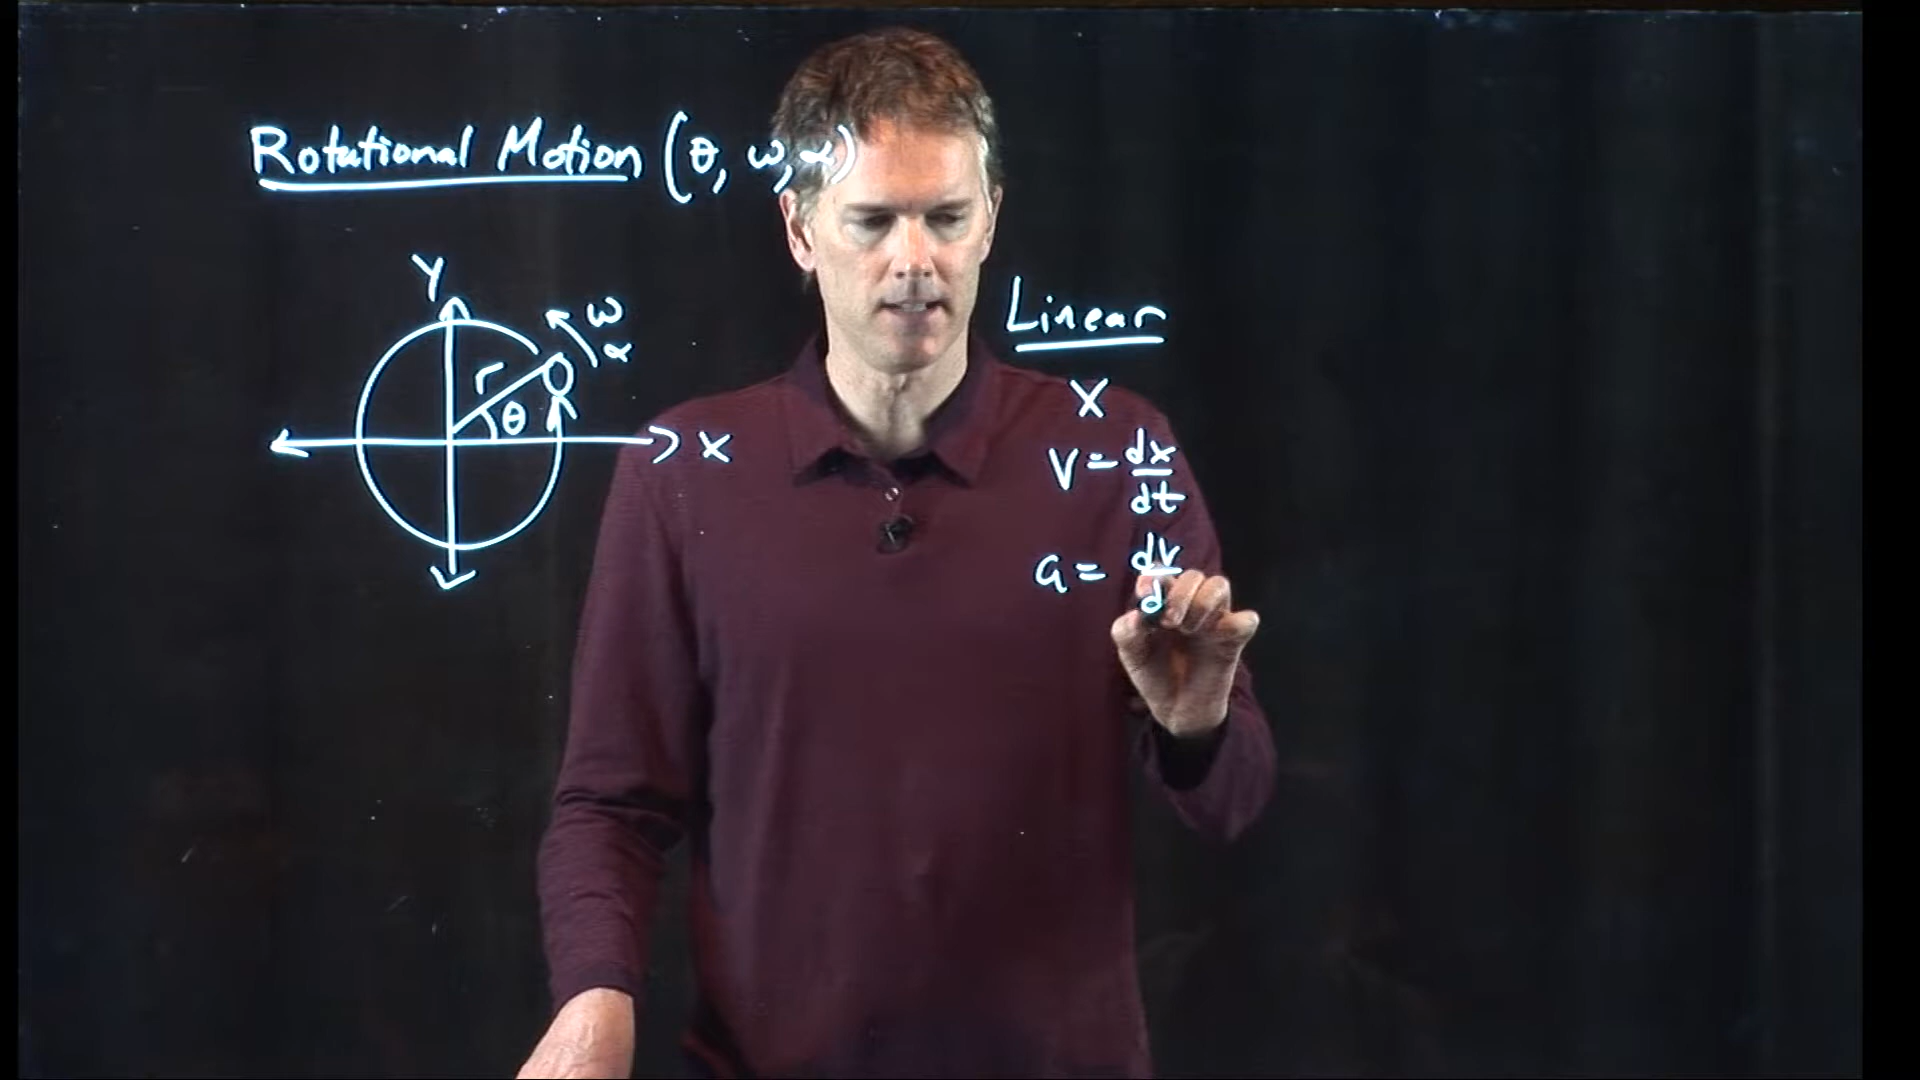 Rotational Motion (θ, ω, α)
Y
ω
α
r
θ
X
Linear
X
V = dx/dt
a = dv/d